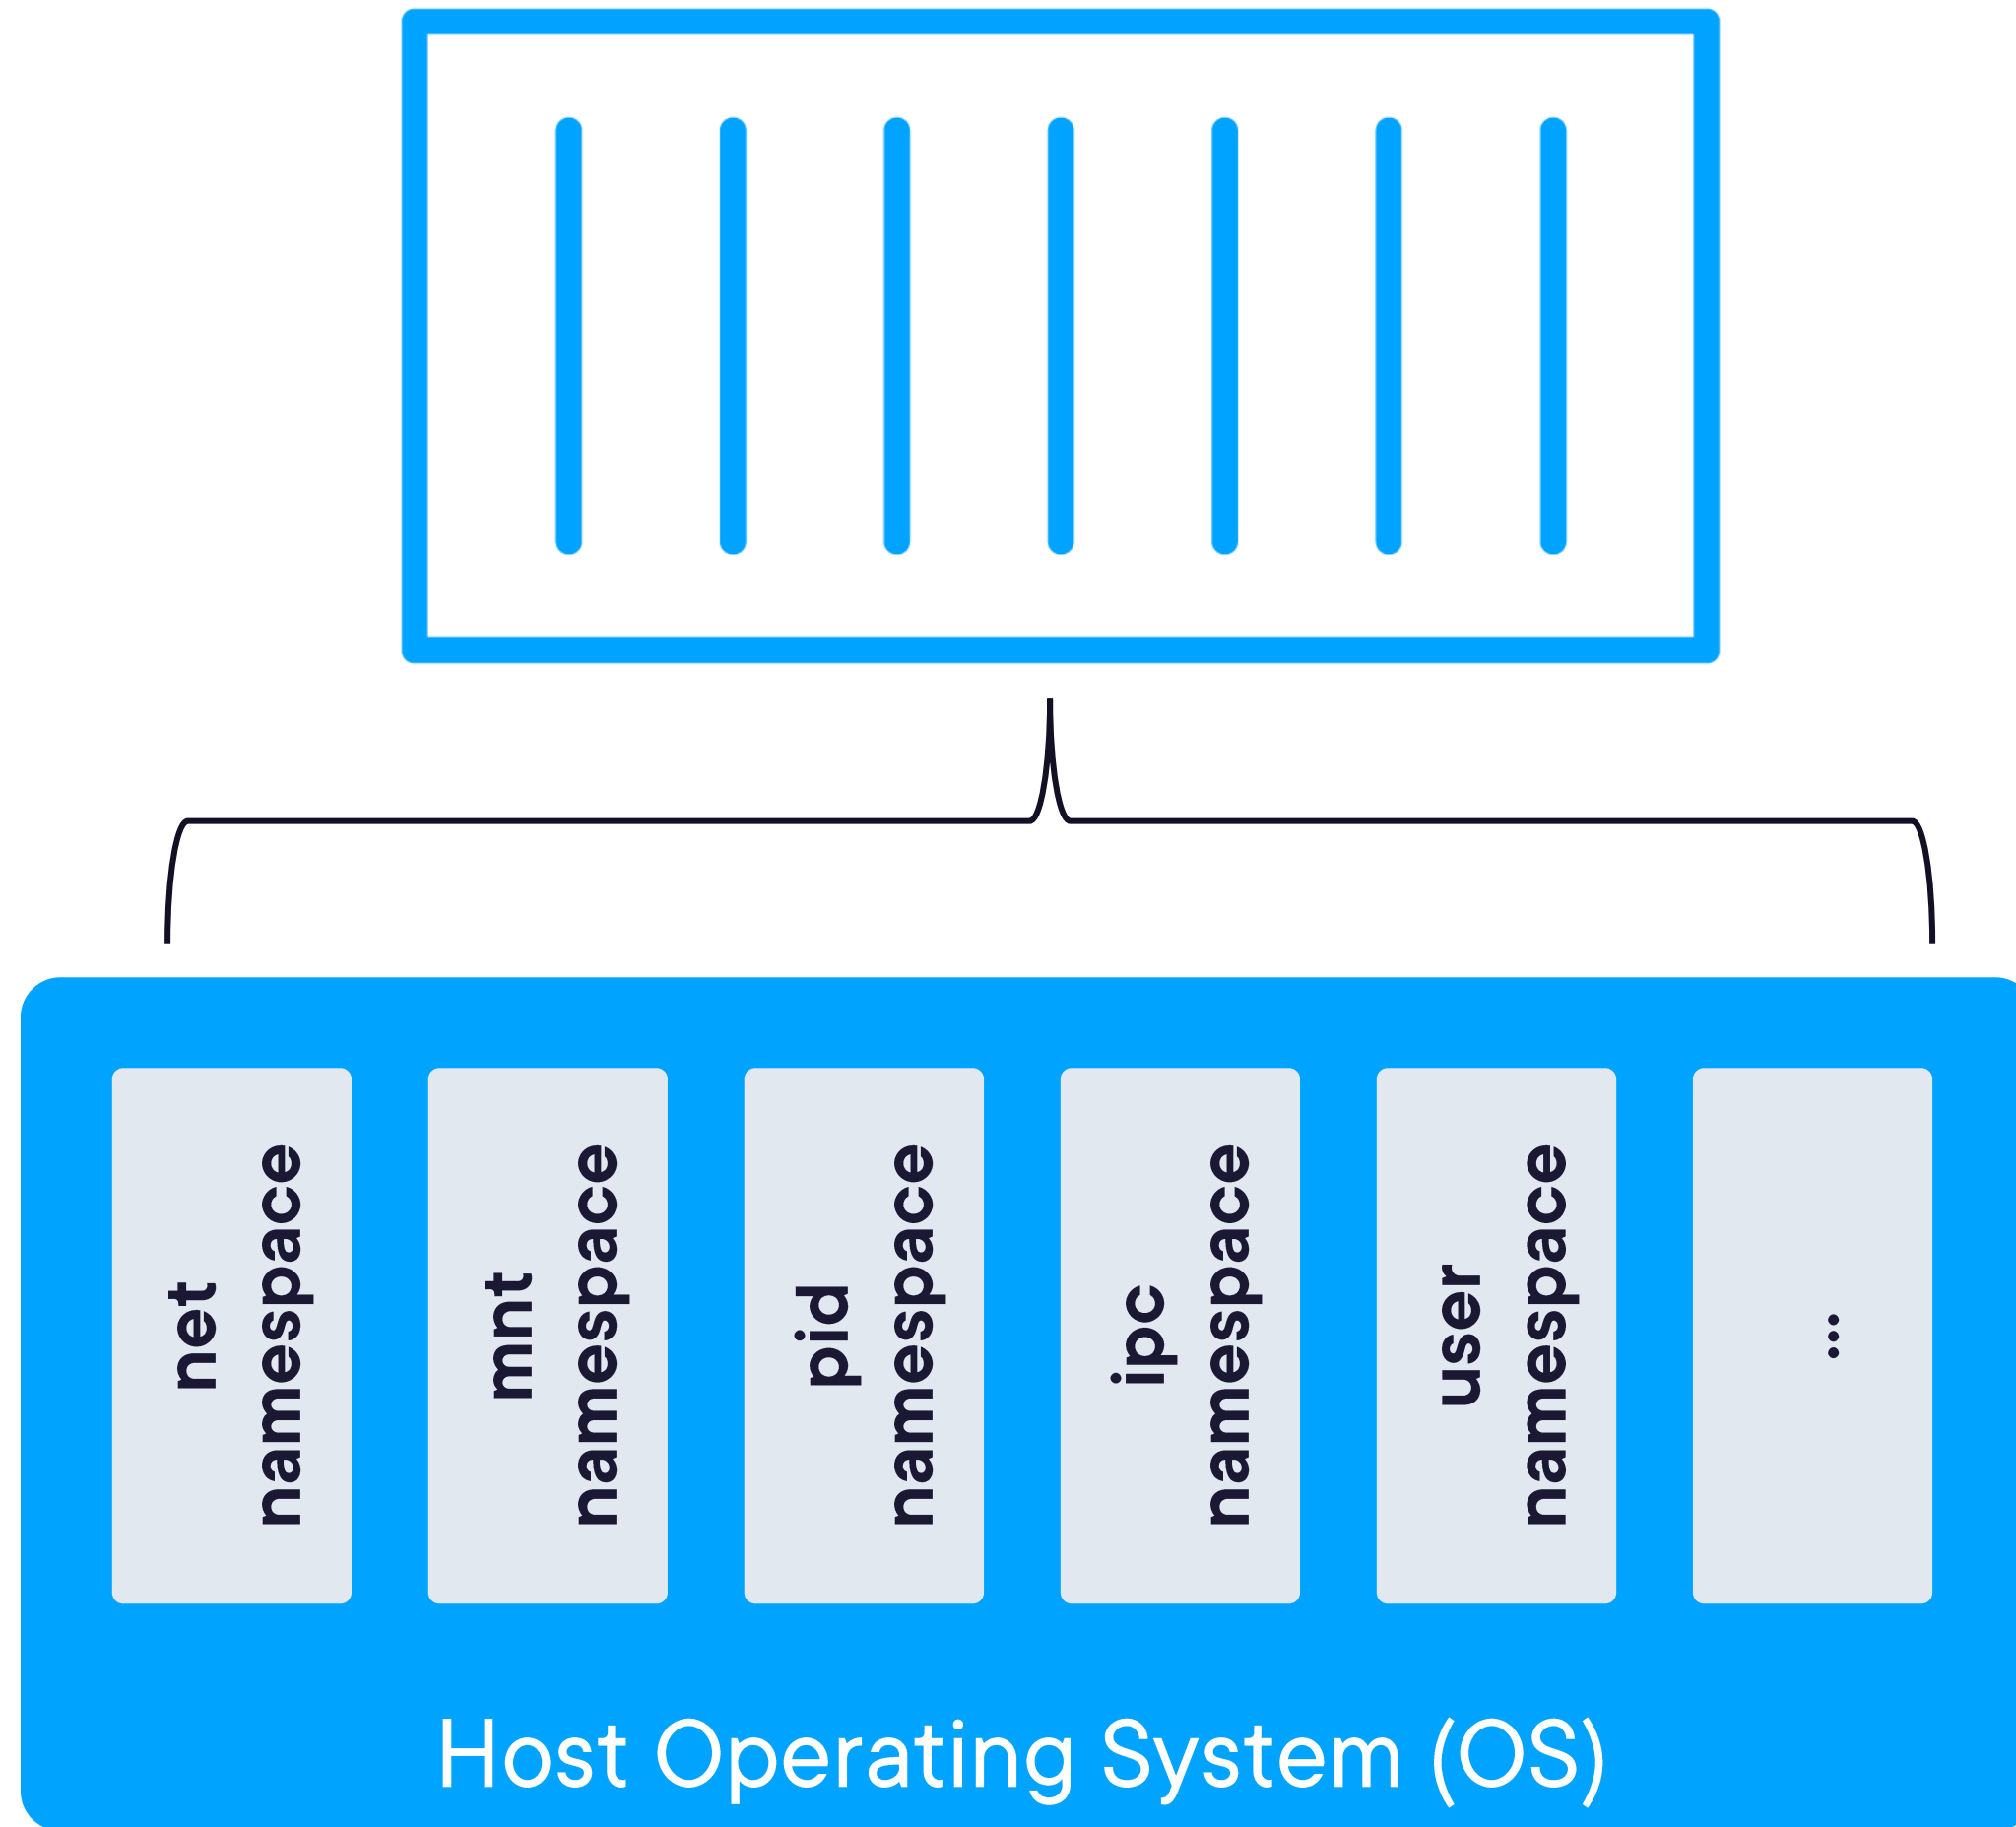 net
namespace
mnt
namespace
pid
namespace
ipc
namespace
user
namespace
...
Host Operating System (OS)